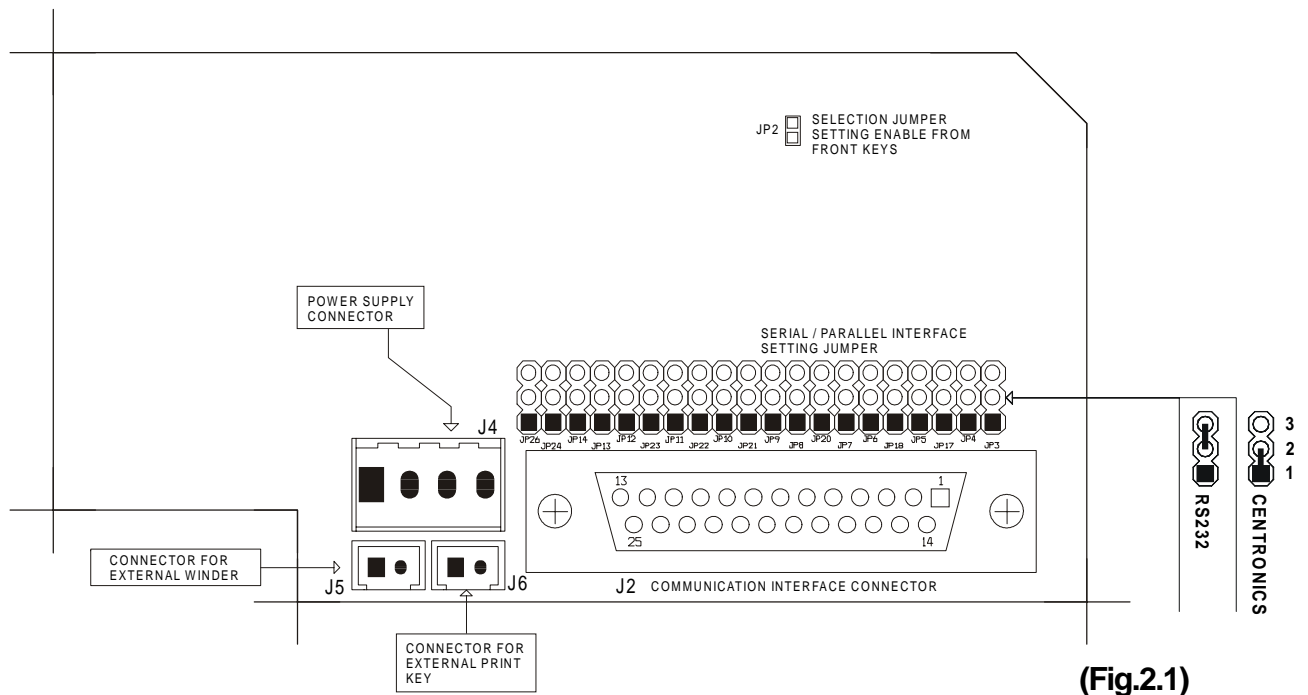 JP2
SELECTION JUMPER
SETTING ENABLE FROM
FRONT KEYS
POWER SUPPLY
CONNECTOR
SERIAL / PARALLEL INTERFACE
SETTING JUMPER
J4
JP26 JP14 JP12 JP11 JP10 JP9 JP20 JP6 JP5 JP4
JP24 JP13 JP23 JP22 JP21 JP8 JP7 JP18 JP17 JP3
3
2
1
RS232
CENTRONICS
13 1
25 14
CONNECTOR FOR
EXTERNAL WINDER
J5
J6
J2 COMMUNICATION INTERFACE CONNECTOR
CONNECTOR FOR
EXTERNAL PRINT
KEY
(Fig.2.1)